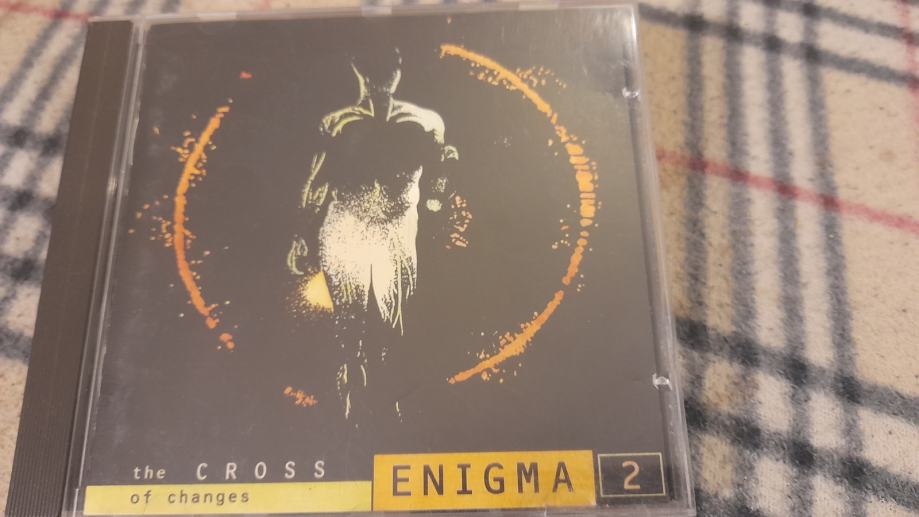 the CROSS
of changes
ENIGMA 2